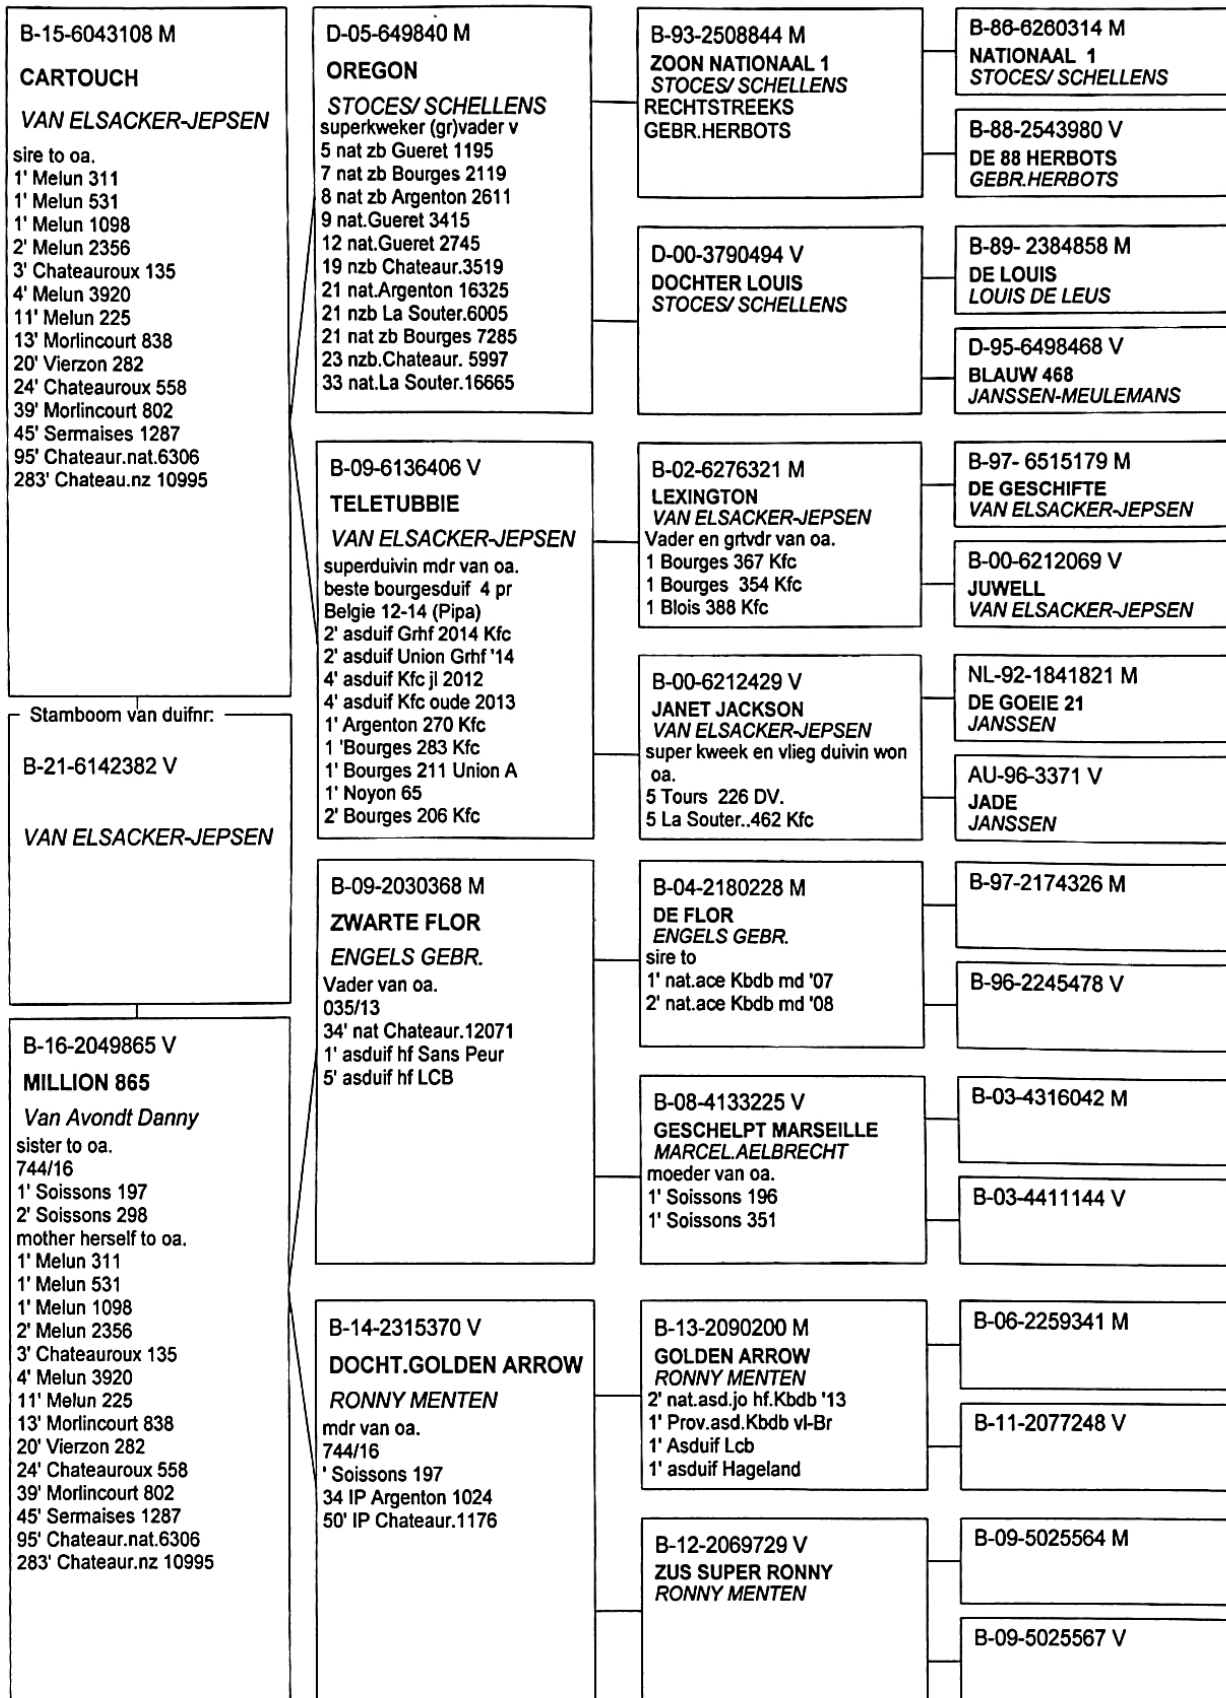 B-15-6043108 M
CARTOUCH
VAN ELSACKER-JEPSEN
sire to oa.
1' Melun 311
1' Melun 531
1' Melun 1098
2' Melun 2356
3' Chateauroux 135
4' Melun 3920
11' Melun 225
13' Morlincourt 838
20' Vierzon 282
24' Chateauroux 558
39' Morlincourt 802
45' Sermaises 1287
95' Chateaur.nat.6306
283' Chateau.nz 10995
Stamboom van duifnr:
B-21-6142382 V
VAN ELSACKER-JEPSEN
B-16-2049865 V
MILLION 865
Van Avondt Danny
sister to oa.
744/16
1' Soissons 197
2' Soissons 298
mother herself to oa.
1' Melun 311
1' Melun 531
1' Melun 1098
2' Melun 2356
3' Chateauroux 135
4' Melun 3920
11' Melun 225
13' Morlincourt 838
20' Vierzon 282
24' Chateauroux 558
39' Morlincourt 802
45' Sermaises 1287
95' Chateaur.nat.6306
283' Chateaur.nz 10995
D-05-649840 M
OREGON
STOCES/ SCHELLENS
superkweker (gr)vader v
5 nat zb Gueret 1195
7 nat zb Bourges 2119
8 nat zb Argenton 2611
9 nat.Gueret 3415
12 nat.Gueret 2745
19 nzb Chateaur.3519
21 nat.Argenton 16325
21 nzb La Souter.6005
21 nat zb Bourges 7285
23 nzb.Chateaur. 5997
33 nat.La Souter.16665
B-09-6136406 V
TELETUBBIE
VAN ELSACKER-JEPSEN
superduivin mdr van oa.
beste bourgesduif 4 pr
Belgie 12-14 (Pipa)
2' asduif Grhf 2014 Kfc
2' asduif Union Grhf '14
4' asduif Kfc jl 2012
4' asduif Kfc oude 2013
1' Argenton 270 Kfc
1 'Bourges 283 Kfc
1' Bourges 211 Union A
1' Noyon 65
2' Bourges 206 Kfc
B-09-2030368 M
ZWARTE FLOR
ENGELS GEBR.
Vader van oa.
035/13
34' nat Chateaur.12071
1' asduif hf Sans Peur
5' asduif hf LCB
B-14-2315370 V
DOCHT.GOLDEN ARROW
RONNY MENTEN
mdr van oa.
744/16
' Soissons 197
34 IP Argenton 1024
50' IP Chateaur.1176
B-93-2508844 M
ZOON NATIONAAL 1
STOCES/ SCHELLENS
RECHTSTREEKS
GEBR.HERBOTS
D-00-3790494 V
DOCHTER LOUIS
STOCES/ SCHELLENS
B-02-6276321 M
LEXINGTON
VAN ELSACKER-JEPSEN
Vader en grtvdr van oa.
1 Bourges 367 Kfc
1 Bourges 354 Kfc
1 Blois 388 Kfc
B-00-6212429 V
JANET JACKSON
VAN ELSACKER-JEPSEN
super kweek en vlieg duivin won
oa.
5 Tours 226 DV.
5 La Souter..462 Kfc
B-04-2180228 M
DE FLOR
ENGELS GEBR.
sire to
1' nat.ace Kbdb md '07
2' nat.ace Kbdb md '08
B-08-4133225 V
GESCHELPT MARSEILLE
MARCEL.AELBRECHT
moeder van oa.
1' Soissons 196
1' Soissons 351
B-13-2090200 M
GOLDEN ARROW
RONNY MENTEN
2' nat.asd.jo hf.Kbdb '13
1' Prov.asd.Kbdb vl-Br
1' Asduif Lcb
1' asduif Hageland
B-12-2069729 V
ZUS SUPER RONNY
RONNY MENTEN
B-86-6260314 M
NATIONAAL 1
STOCES/ SCHELLENS
B-88-2543980 V
DE 88 HERBOTS
GEBR.HERBOTS
B-89- 2384858 M
DE LOUIS
LOUIS DE LEUS
D-95-6498468 V
BLAUW 468
JANSSEN-MEULEMANS
B-97- 6515179 M
DE GESCHIFTE
VAN ELSACKER-JEPSEN
B-00-6212069 V
JUWELL
VAN ELSACKER-JEPSEN
NL-92-1841821 M
DE GOEIE 21
JANSSEN
AU-96-3371 V
JADE
JANSSEN
B-97-2174326 M
B-96-2245478 V
B-03-4316042 M
B-03-4411144 V
B-06-2259341 M
B-11-2077248 V
B-09-5025564 M
B-09-5025567 V